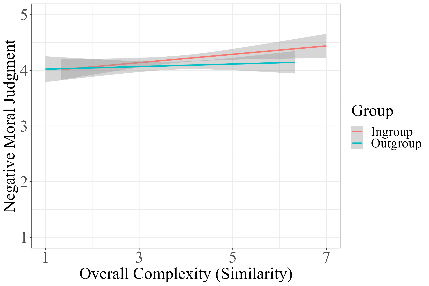 5
4
3
2
1
Negative Moral Judgment
1 3 5 7
Overall Complexity (Similarity)
Group
Ingroup
Outgroup